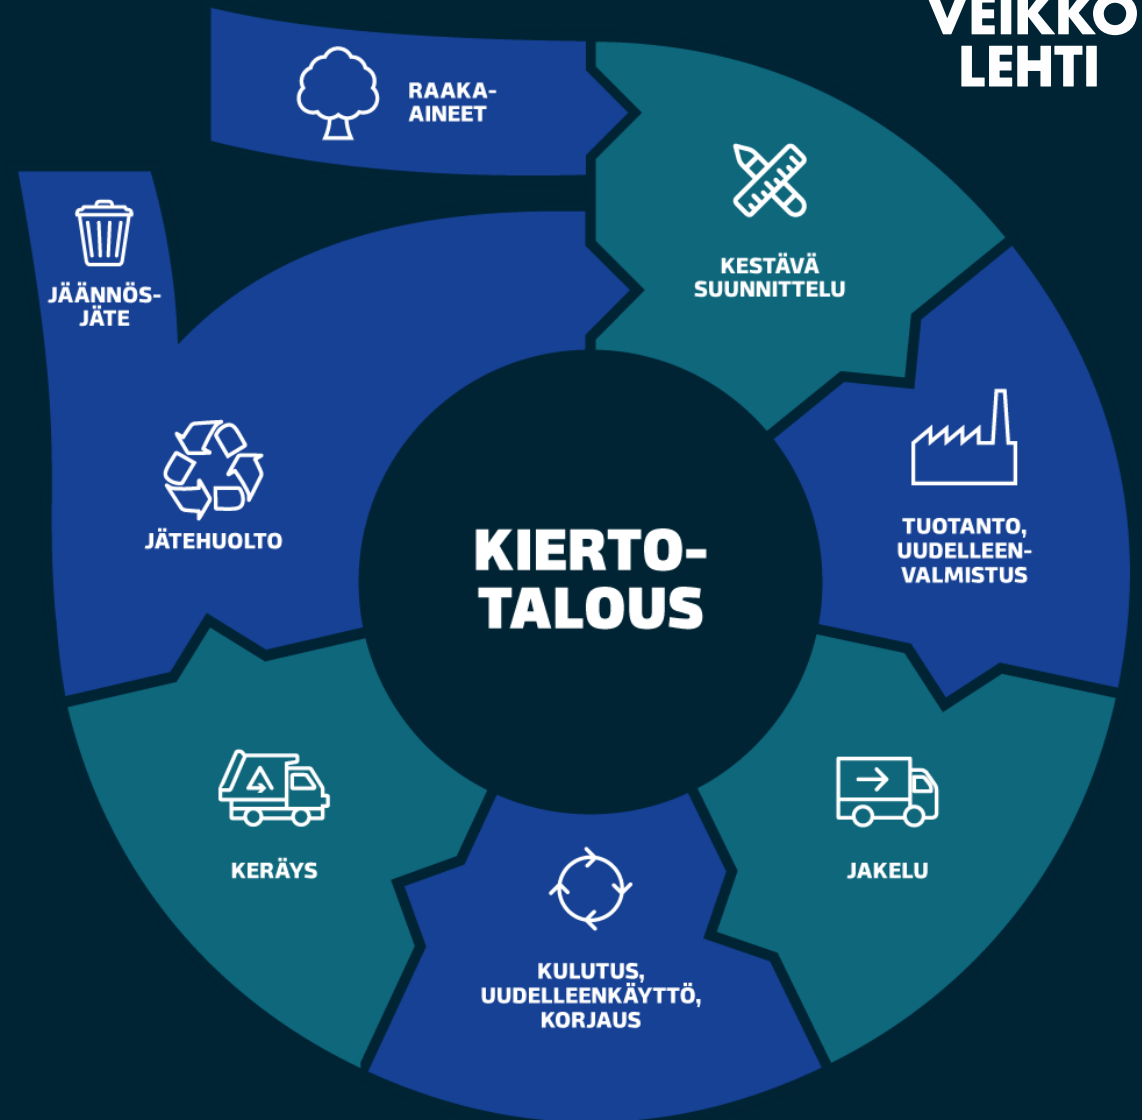 VEIKKO
LEHTI
RAAKA-
AINEET
KESTÄVÄ
SUUNNITTELU
JÄÄNNÖS-
JÄTE
TUOTANTO,
UUDELLEEN-
VALMISTUS
JÄTEHUOLTO
KIERTO-
TALOUS
KERÄYS
JAKELU
KULUTUS,
UUDELLEENKÄYTTÖ,
KORJAUS